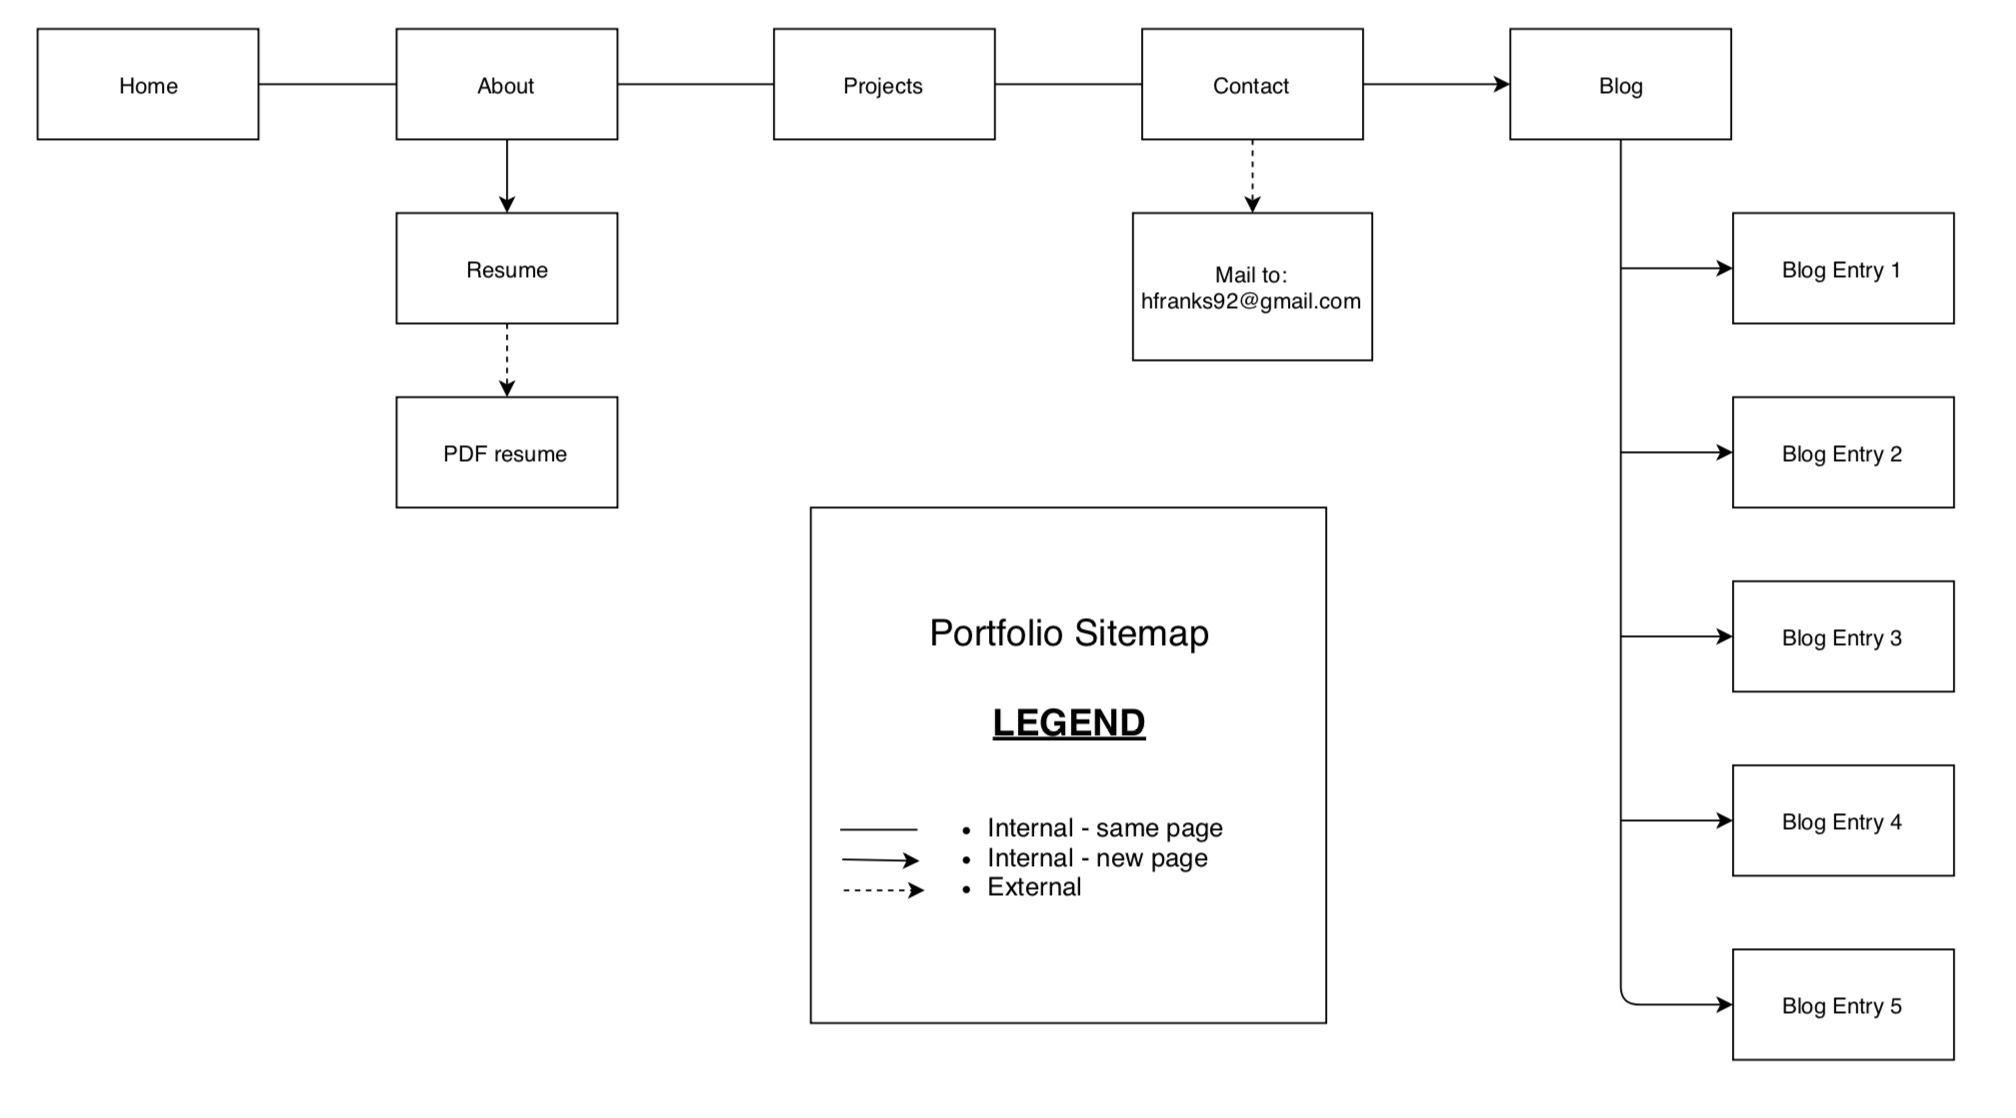 Home
About
Projects
Contact
Blog
Resume
Mail to:
hfranks92@gmail.com
Blog Entry 1
PDF resume
Blog Entry 2
Portfolio Sitemap
LEGEND
• Internal - same page
• Internal - new page
• External
Blog Entry 3
Blog Entry 4
Blog Entry 5